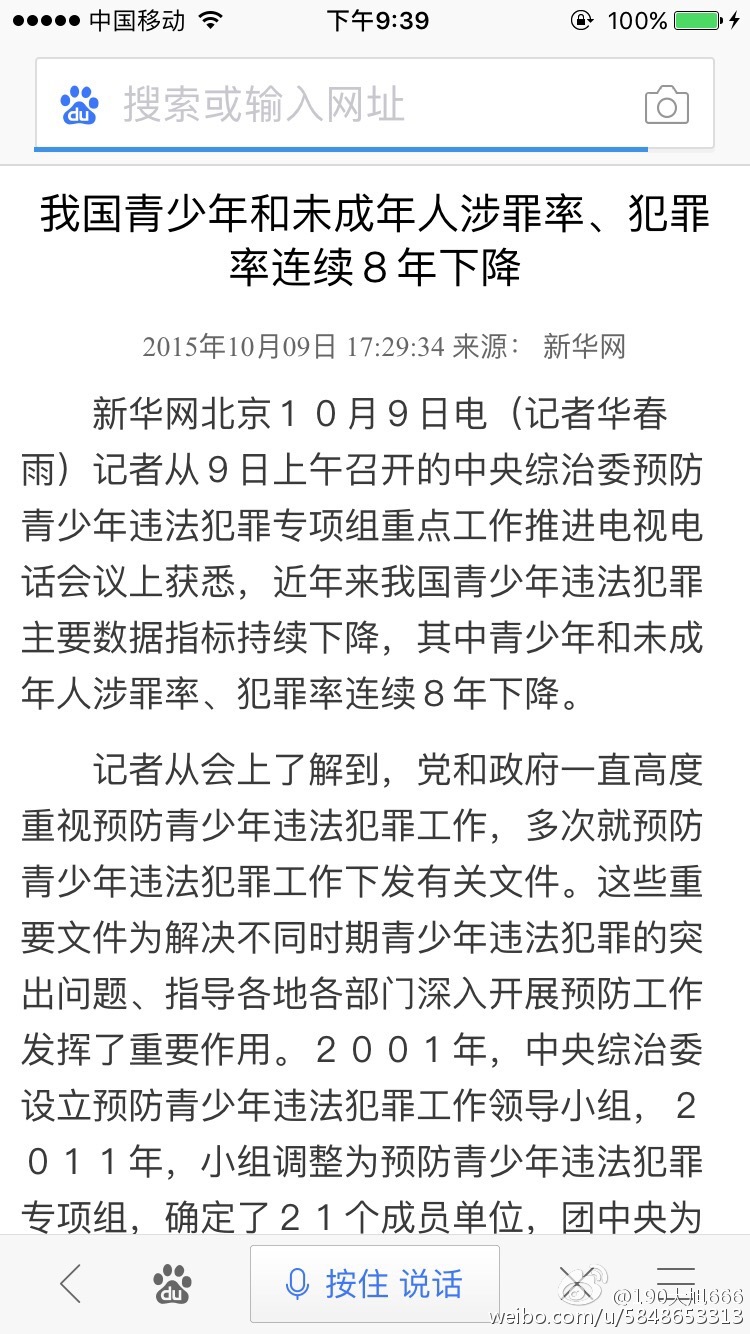 中国移动 下午9:39 100%
du 搜索或输入网址
我国青少年和未成年人涉罪率、犯罪
率连续８年下降
2015年10月09日 17:29:34 来源： 新华网
新华网北京１０月９日电（记者华春
雨）记者从９日上午召开的中央综治委预防
青少年违法犯罪专项组重点工作推进电视电
话会议上获悉，近年来我国青少年违法犯罪
主要数据指标持续下降，其中青少年和未成
年人涉罪率、犯罪率连续８年下降。
记者从会上了解到，党和政府一直高度
重视预防青少年违法犯罪工作，多次就预防
青少年违法犯罪工作下发有关文件。这些重
要文件为解决不同时期青少年违法犯罪的突
出问题、指导各地各部门深入开展预防工作
发挥了重要作用。２００１年，中央综治委
设立预防青少年违法犯罪工作领导小组，２
０１１年，小组调整为预防青少年违法犯罪
专项组，确定了２１个成员单位，团中央为
du 按住 说话
weibo.com/u/5848653313